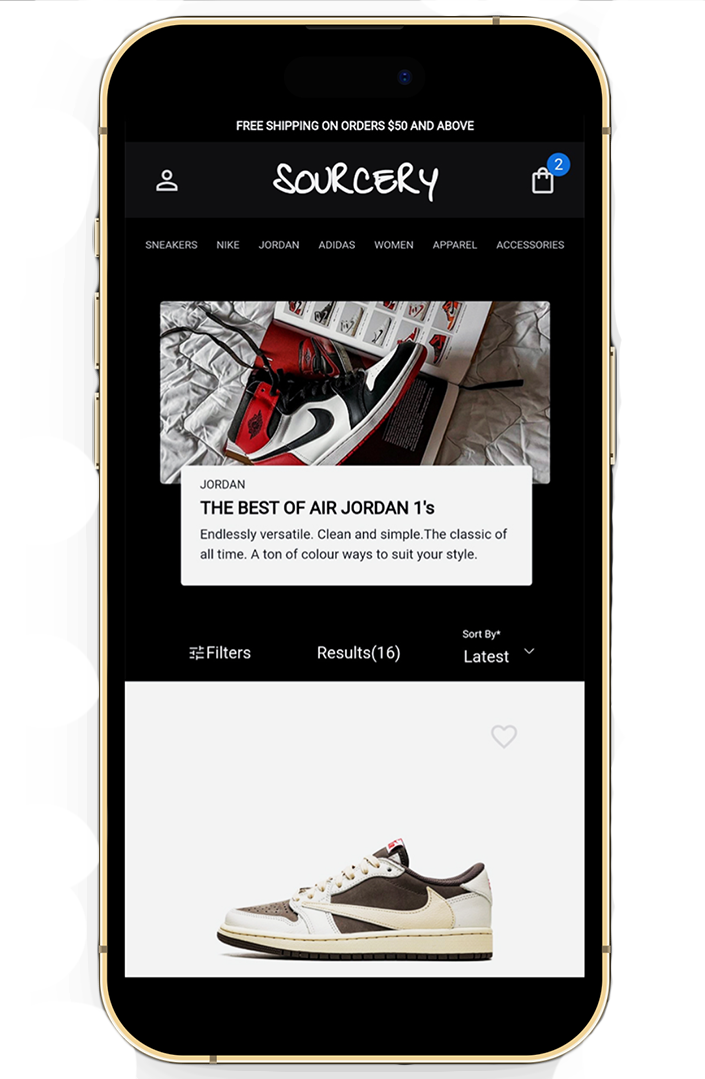 FREE SHIPPING ON ORDERS $50 AND ABOVE
SOURCERY
2
SNEAKERS NIKE JORDAN ADIDAS WOMEN APPAREL ACCESSORIES
JORDAN
THE BEST OF AIR JORDAN 1's
Endlessly versatile. Clean and simple.The classic of
all time. A ton of colour ways to suit your style.
Sort By*
Filters Results(16) Latest